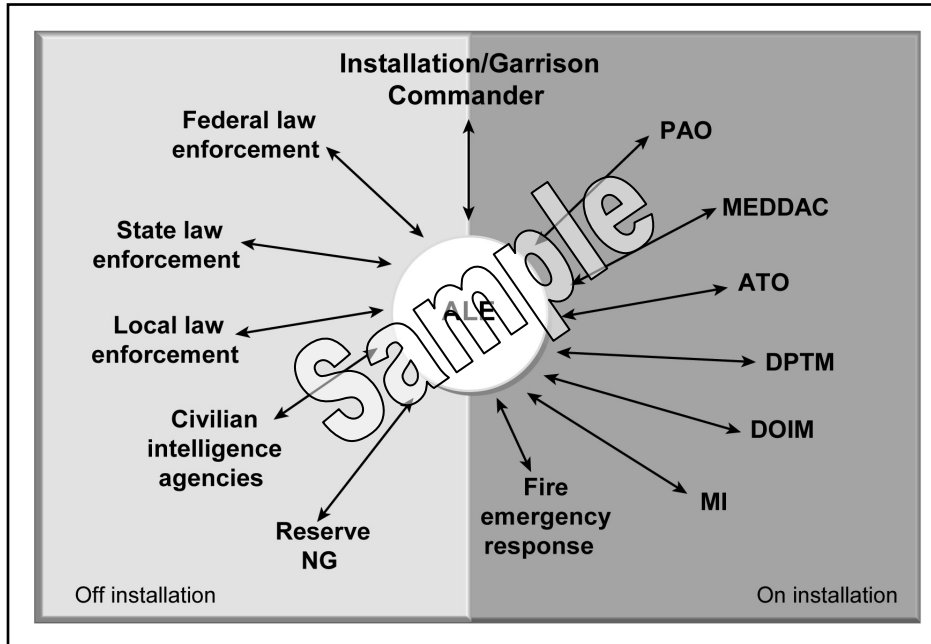 Installation/Garrison
Commander
Federal law
enforcement
State law
enforcement
Local law
enforcement
Civilian
intelligence
agencies
Reserve
NG
ALE
Sample
PAO
MEDDAC
ATO
DPTM
DOIM
MI
Fire
emergency
response
Off installation
On installation